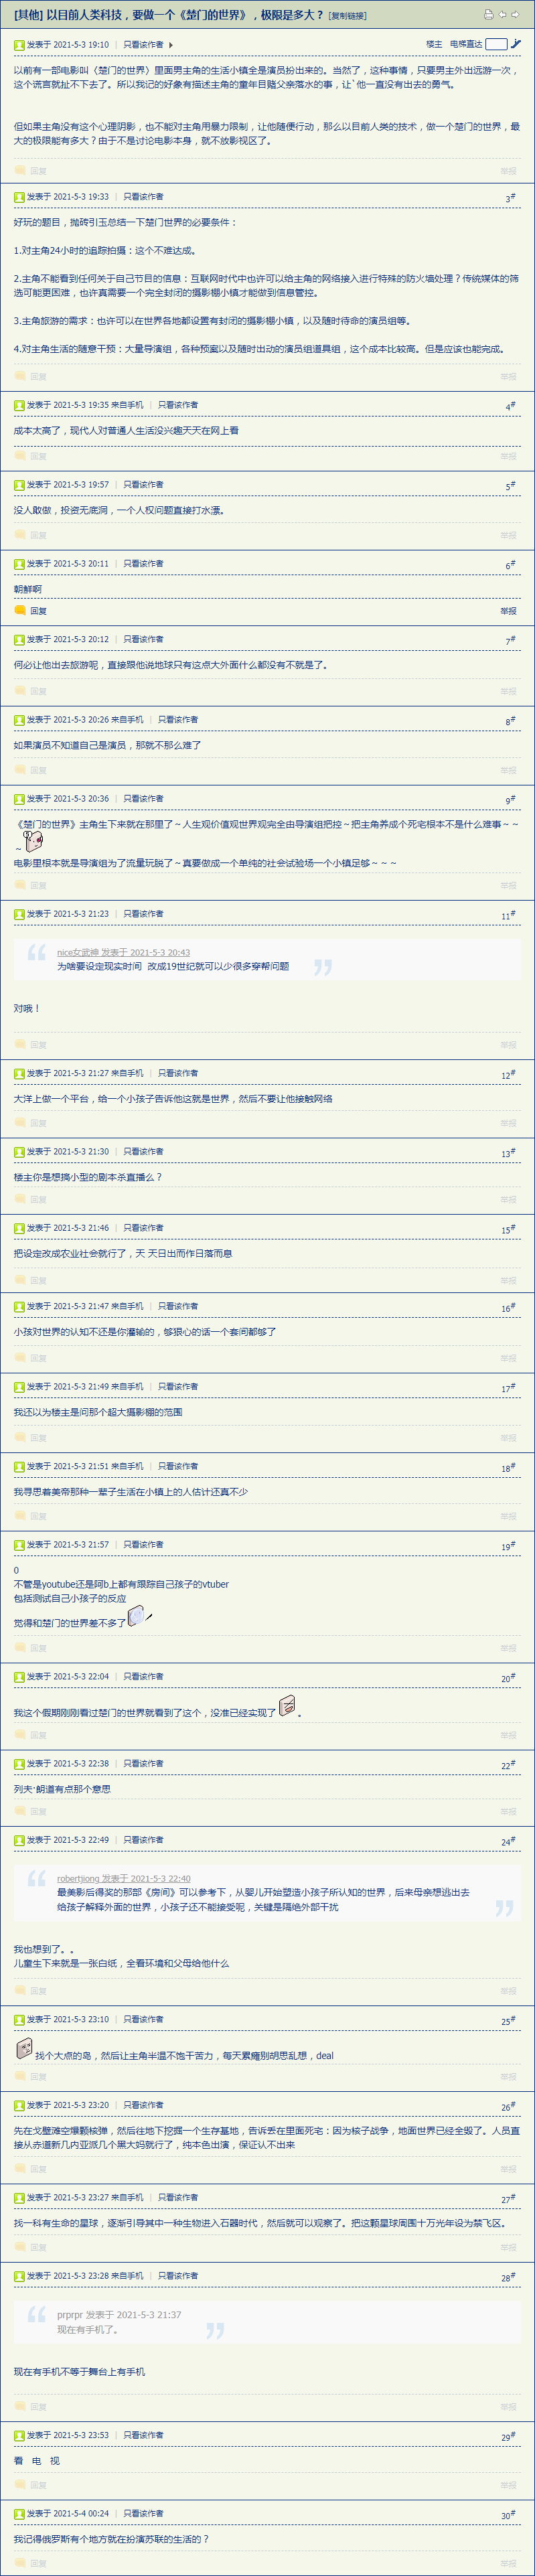 [其他] 以目前人类科技，要做一个《楚门的世界》，极限是多大？ [复制链接]
发表于 2021-5-3 19:10 | 只看该作者 楼主 电梯直达
以前有一部电影叫《楚门的世界》里面男主角的生活小镇全是演员扮出来的。当然了，这种事情，只要男主外出远游一次，
这个谎言就扯不下去了。所以我记的好象有描述主角的童年目睹父亲落水的事，让`他一直没有出去的勇气。
但如果主角没有这个心理阴影，也不能对主角用暴力限制，让他随便行动，那么以目前人类的技术，做一个楚门的世界，最
大的极限能有多大？由于不是讨论电影本身，就不放影视区了。
回复 举报
发表于 2021-5-3 19:33 | 只看该作者 3#
好玩的题目，抛砖引玉总结一下楚门世界的必要条件：
1.对主角24小时的追踪拍摄：这个不难达成。
2.主角不能看到任何关于自己节目的信息：互联网时代中也许可以给主角的网络接入进行特殊的防火墙处理？传统媒体的筛
选可能更困难，也许真需要一个完全封闭的摄影棚小镇才能做到信息管控。
3.主角旅游的需求：也许可以在世界各地都设置有封闭的摄影棚小镇，以及随时待命的演员组等。
4.对主角生活的随意干预：大量导演组，各种预案以及随时出动的演员组道具组，这个成本比较高。但是应该也能完成。
回复 举报
发表于 2021-5-3 19:35 来自手机 | 只看该作者 4#
成本太高了，现代人对普通人生活没兴趣天天在网上看
回复 举报
发表于 2021-5-3 19:57 | 只看该作者 5#
没人敢做，投资无底洞，一个人权问题直接打水漂。
回复 举报
发表于 2021-5-3 20:11 | 只看该作者 6#
朝鲜啊
回复 举报
发表于 2021-5-3 20:12 | 只看该作者 7#
何必让他出去旅游呢，直接跟他说地球只有这点大外面什么都没有不就是了。
回复 举报
发表于 2021-5-3 20:26 来自手机 | 只看该作者 8#
如果演员不知道自己是演员，那就不那么难了
回复 举报
发表于 2021-5-3 20:36 | 只看该作者 9#
《楚门的世界》主角生下来就在那里了～人生观价值观世界观完全由导演组把控～把主角养成个死宅根本不是什么难事～～
～
电影里根本就是导演组为了流量玩脱了～真要做成一个单纯的社会试验场一个小镇足够～～～
回复 举报
发表于 2021-5-3 21:23 | 只看该作者 11#
nice女武神 发表于 2021-5-3 20:43
为啥要设定现实时间 改成19世纪就可以少很多穿帮问题
对哦！
回复 举报
发表于 2021-5-3 21:27 来自手机 | 只看该作者 12#
大洋上做一个平台，给一个小孩子告诉他这就是世界，然后不要让他接触网络
回复 举报
发表于 2021-5-3 21:30 | 只看该作者 13#
楼主你是想搞小型的剧本杀直播么？
回复 举报
发表于 2021-5-3 21:46 | 只看该作者 15#
把设定改成农业社会就行了，天 天日出而作日落而息
回复 举报
发表于 2021-5-3 21:47 来自手机 | 只看该作者 16#
小孩对世界的认知不还是你灌输的，够狠心的话一个套间都够了
回复 举报
发表于 2021-5-3 21:49 来自手机 | 只看该作者 17#
我还以为楼主是问那个超大摄影棚的范围
回复 举报
发表于 2021-5-3 21:51 来自手机 | 只看该作者 18#
我寻思着美帝那种一辈子生活在小镇上的人估计还真不少
回复 举报
发表于 2021-5-3 21:57 | 只看该作者 19#
0
不管是youtube还是阿b上都有跟踪自己孩子的vtuber
包括测试自己小孩子的反应
觉得和楚门的世界差不多了
回复 举报
发表于 2021-5-3 22:04 | 只看该作者 20#
我这个假期刚刚看过楚门的世界就看到了这个，没准已经实现了 。
回复 举报
发表于 2021-5-3 22:38 | 只看该作者 22#
列夫·朗道有点那个意思
回复 举报
发表于 2021-5-3 22:49 | 只看该作者 24#
robertjiong 发表于 2021-5-3 22:40
最美影后得奖的那部《房间》可以参考下，从婴儿开始塑造小孩子所认知的世界，后来母亲想逃出去
给孩子解释外面的世界，小孩子还不能接受呢，关键是隔绝外部干扰
我也想到了。。
儿童生下来就是一张白纸，全看环境和父母给他什么
回复 举报
发表于 2021-5-3 23:10 | 只看该作者 25#
找个大点的岛，然后让主角半温不饱干苦力，每天累瘫别胡思乱想，deal
回复 举报
发表于 2021-5-3 23:20 | 只看该作者 26#
先在戈壁滩空爆颗核弹，然后往地下挖掘一个生存基地，告诉丢在里面死宅：因为核子战争，地面世界已经全毁了。人员直
接从赤道新几内亚派几个黑大妈就行了，纯本色出演，保证认不出来
回复 举报
发表于 2021-5-3 23:27 来自手机 | 只看该作者 27#
找一科有生命的星球，逐渐引导其中一种生物进入石器时代，然后就可以观察了。把这颗星球周围十万光年设为禁飞区。
回复 举报
发表于 2021-5-3 23:28 来自手机 | 只看该作者 28#
prprpr 发表于 2021-5-3 21:37
现在有手机了。
现在有手机不等于舞台上有手机
回复 举报
发表于 2021-5-3 23:53 | 只看该作者 29#
看 电 视
回复 举报
发表于 2021-5-4 00:24 | 只看该作者 30#
我记得俄罗斯有个地方就在扮演苏联的生活的？
回复 举报